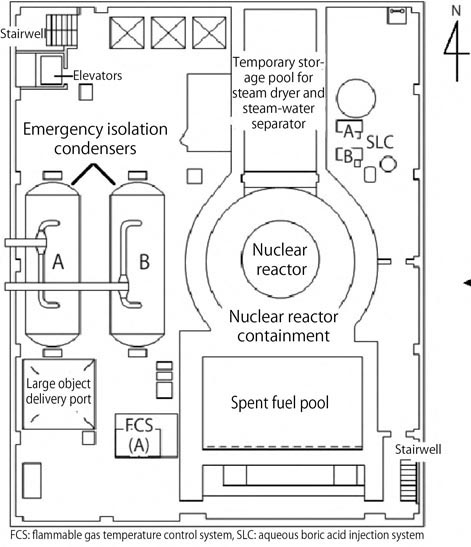 N
Stairwell
Elevators
Temporary stor-
age pool for
steam dryer and
steam-water
separator
A
SLC
B
Emergency isolation
condensers
A
B
Nuclear
reactor
Nuclear reactor
containment
Large object
delivery port
Spent fuel pool
FCS
(A)
Stairwell
FCS: flammable gas temperature control system, SLC: aqueous boric acid injection system